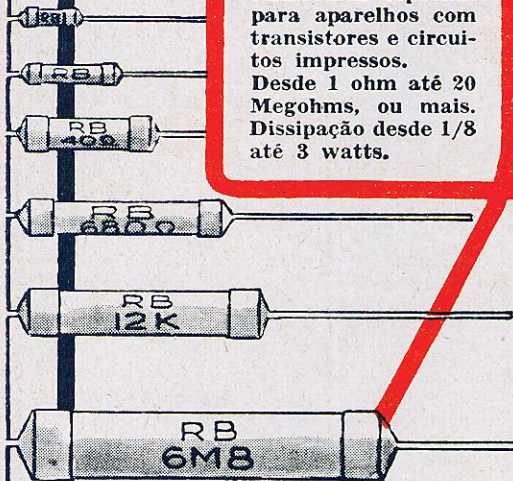 para aparelhos com
transistores e circui-
tos impressos.
Desde 1 ohm até 20
Megohms, ou mais.
Dissipação desde 1/8
até 3 watts.
RB
RB
400
RB
6800
RB
12K
RB
6M8